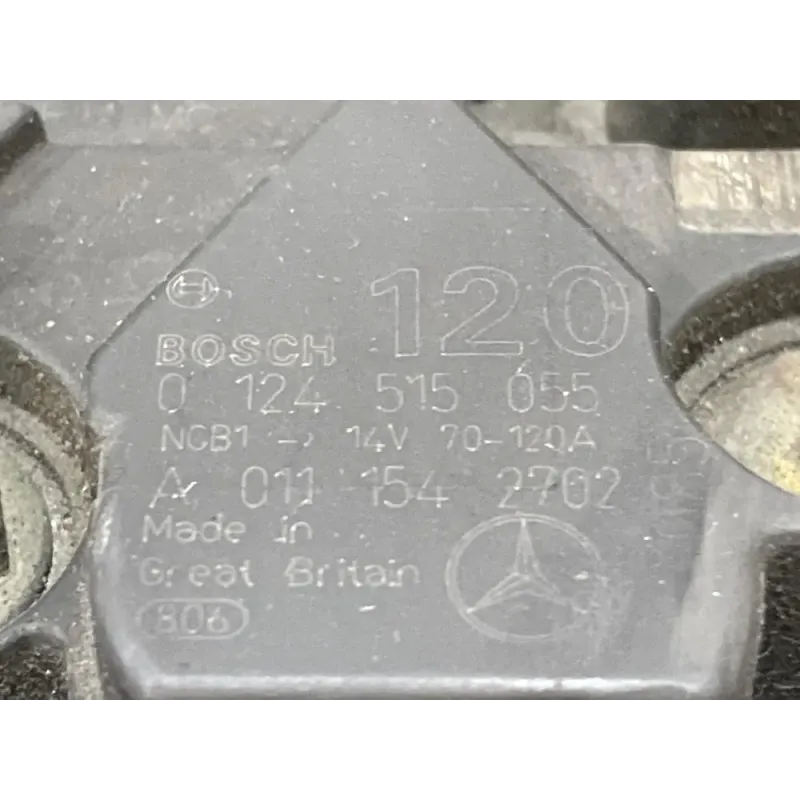 120
BOSCH
0 124 515 055
NCB1 → 14V 70-120A
A 011 154 2702
Made in
Great Britain
806